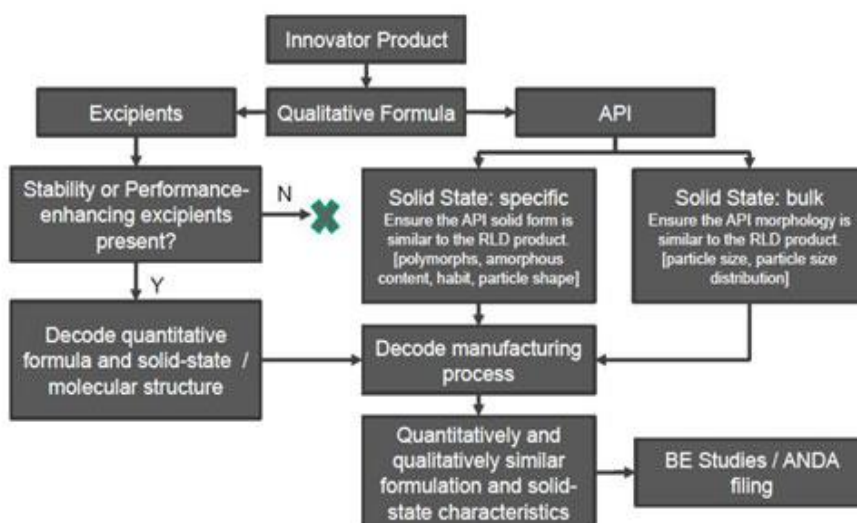 Innovator Product
Excipients
Qualitative Formula
API
Stability or Performance-
enhancing excipients
present?
N
Solid State: specific
Ensure the API solid form is
similar to the RLD product.
[polymorphs, amorphous
content, habit, particle shape]
Solid State: bulk
Ensure the API morphology is
similar to the RLD product.
[particle size, particle size
distribution]
Y
Decode quantitative
formula and solid-state /
molecular structure
Decode manufacturing
process
Quantitatively and
qualitatively similar
formulation and solid-
state characteristics
BE Studies / ANDA
filing